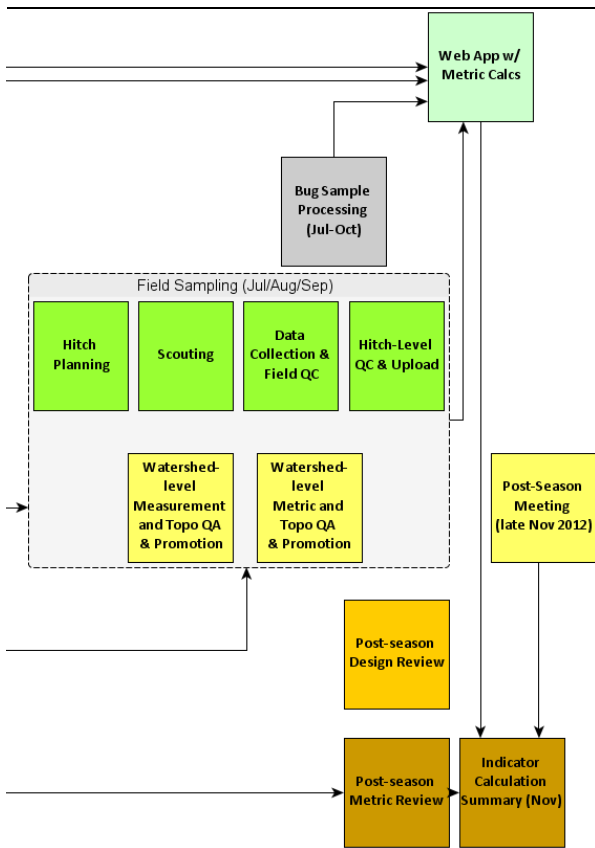 Web App w/
Metric Calcs
Bug Sample
Processing
(Jul-Oct)
Field Sampling (Jul/Aug/Sep)
Hitch
Planning
Scouting
Data
Collection &
Field QC
Hitch-Level
QC & Upload
Watershed-
level
Measurement
and Topo QA
& Promotion
Watershed-
level
Metric and
Topo QA
& Promotion
Post-Season
Meeting
(late Nov 2012)
Post-season
Design Review
Post-season
Metric Review
Indicator
Calculation
Summary (Nov)